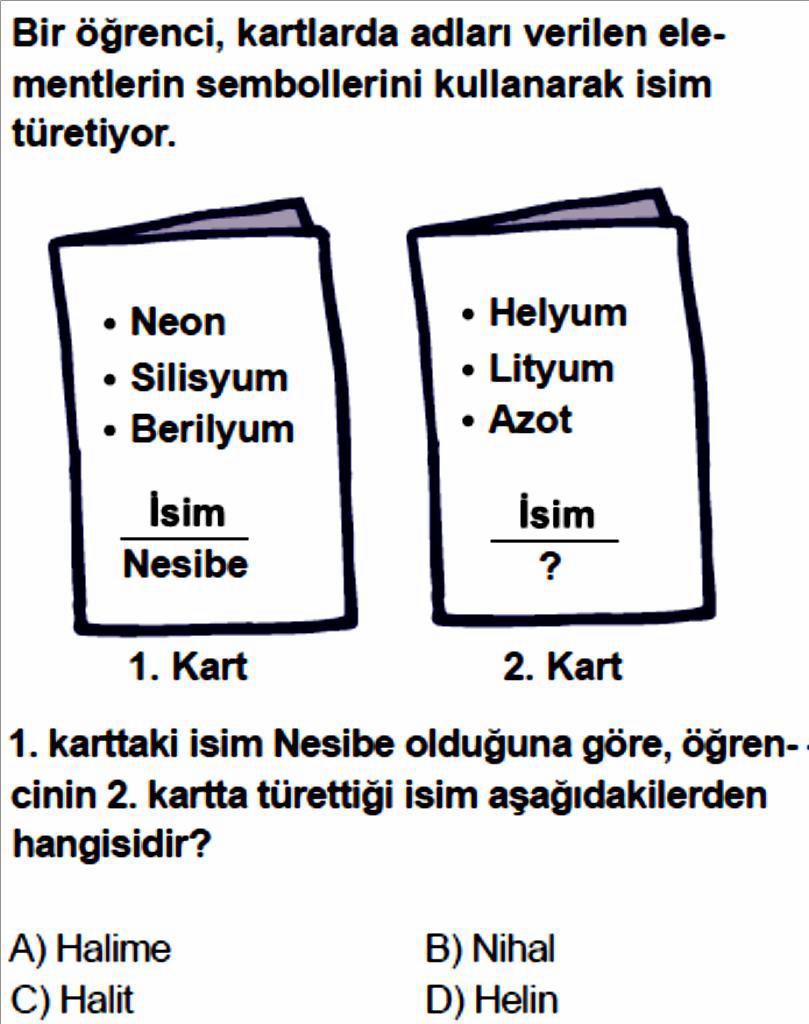 Bir öğrenci, kartlarda adları verilen ele-
mentlerin sembollerini kullanarak isim
türetiyor.
• Neon
• Silisyum
• Berilyum
İsim
Nesibe
1. Kart
• Helyum
• Lityum
• Azot
İsim
?
2. Kart
1. karttaki isim Nesibe olduğuna göre, öğren-
cinin 2. kartta türettiği isim aşağıdakilerden
hangisidir?
A) Halime B) Nihal
C) Halit D) Helin